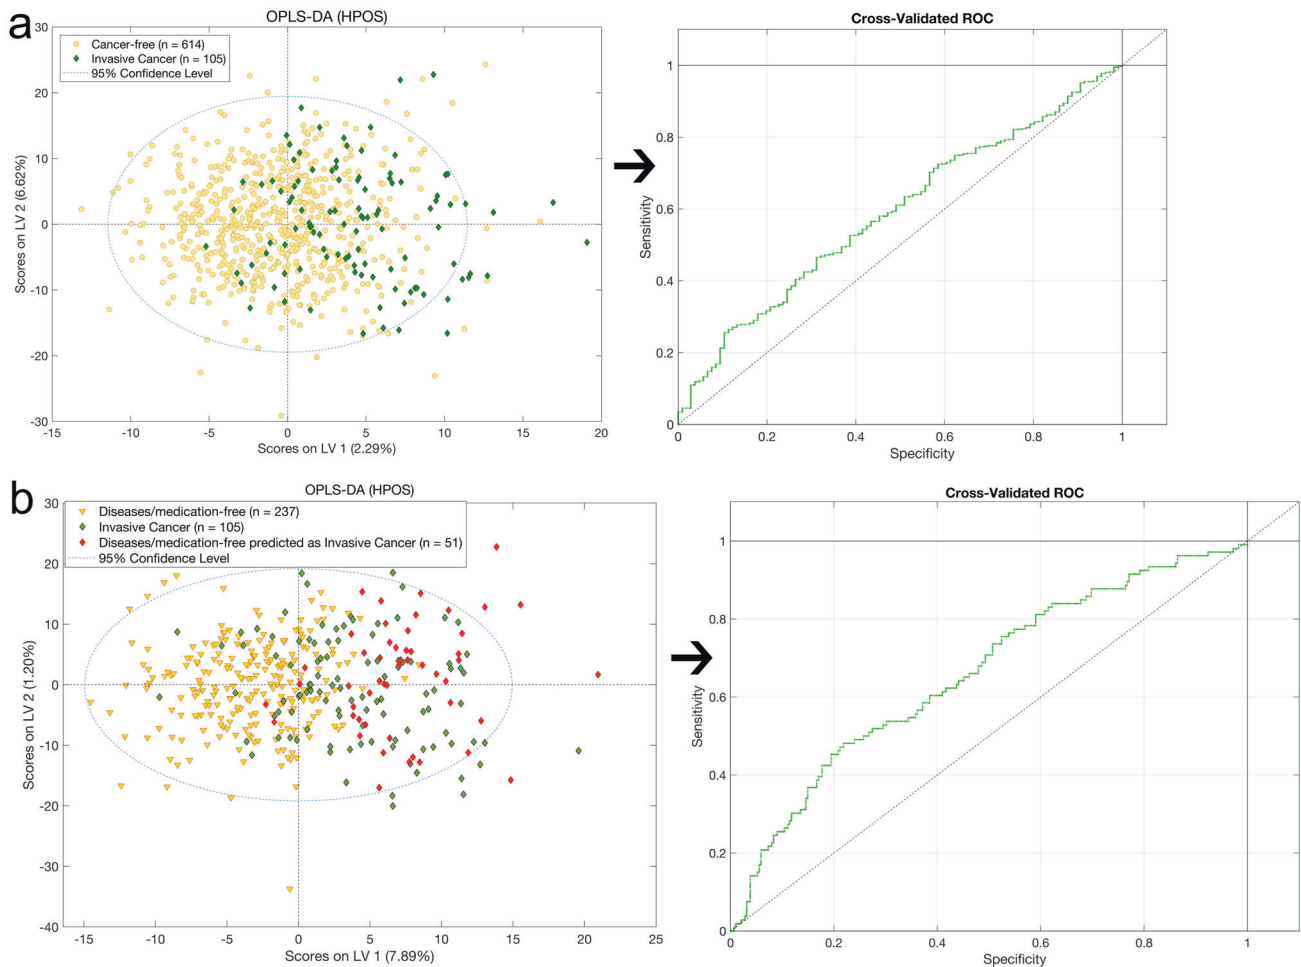 a
OPLS-DA (HPOS)
Cancer-free (n = 614)
Invasive Cancer (n = 105)
95% Confidence Level
30
20
10
0
-10
-20
-30
Scores on LV 2 (6.62%)
-15 -10 -5 0 5 10 15 20
Scores on LV 1 (2.29%)
Cross-Validated ROC
1
0.8
0.6
0.4
0.2
0
Sensitivity
0 0.2 0.4 0.6 0.8 1
Specificity
b
OPLS-DA (HPOS)
Diseases/medication-free (n = 237)
Invasive Cancer (n = 105)
Diseases/medication-free predicted as Invasive Cancer (n = 51)
95% Confidence Level
30
20
10
0
-10
-20
-30
-40
Scores on LV 2 (1.20%)
-15 -10 -5 0 5 10 15 20 25
Scores on LV 1 (7.89%)
Cross-Validated ROC
1
0.8
0.6
0.4
0.2
0
Sensitivity
0 0.2 0.4 0.6 0.8 1
Specificity